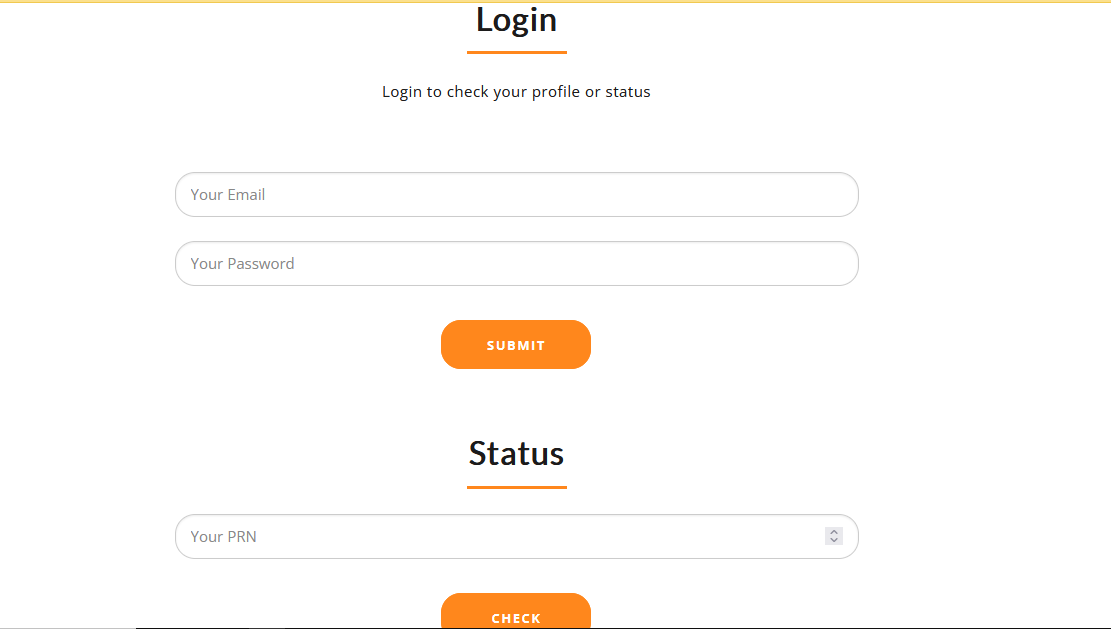 Login
Login to check your profile or status
Your Email
Your Password
SUBMIT
Status
Your PRN
CHECK